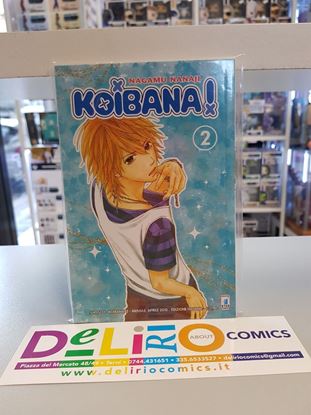 NAGAMU NANAJI
KOIBANA!
2
DELIRIO
ABOUT
COMICS
Piazza del Mercato 48/49 • Terni • 0744.431651 • 335.6533527 • deliriocomics@gmail.com
www.deliriocomics.it